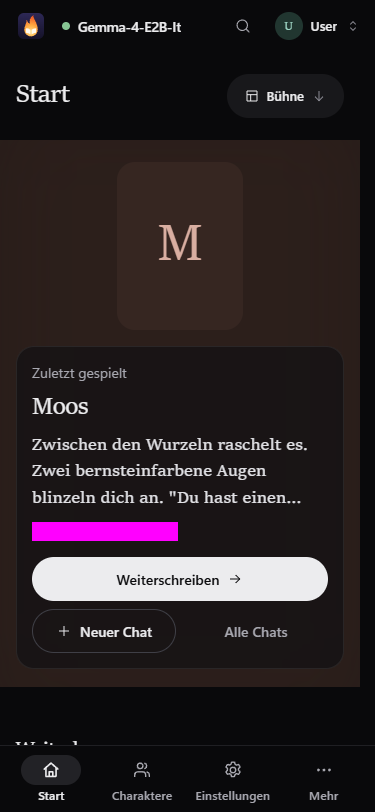 Gemma-4-E2B-It
U
User
Start
Bühne
M
Zuletzt gespielt
Moos
Zwischen den Wurzeln raschelt es.
Zwei bernsteinfarbene Augen
blinzeln dich an. "Du hast einen...
Weiterschreiben
Neuer Chat
Alle Chats
Start
Charaktere
Einstellungen
Mehr